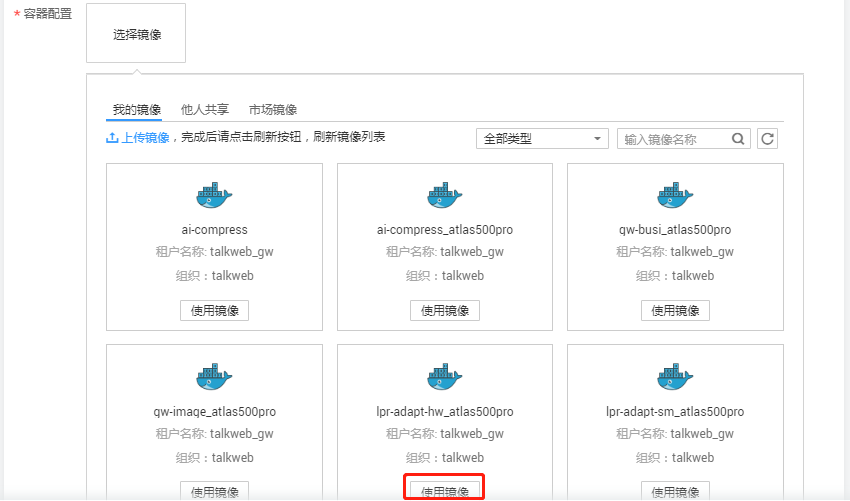 * 容器配置
选择镜像
我的镜像 他人共享 市场镜像
上传镜像，完成后请点击刷新按钮，刷新镜像列表 全部类型 输入镜像名称
ai-compress ai-compress_atlas500pro qw-busi_atlas500pro
租户名称: talkweb_gw 租户名称: talkweb_gw 租户名称: talkweb_gw
组织：talkweb 组织：talkweb 组织：talkweb
使用镜像 使用镜像 使用镜像
qw-image_atlas500pro lpr-adapt-hw_atlas500pro lpr-adapt-sm_atlas500pro
租户名称: talkweb_gw 租户名称: talkweb_gw 租户名称: talkweb_gw
组织：talkweb 组织：talkweb 组织：talkweb
使用镜像 使用镜像 使用镜像